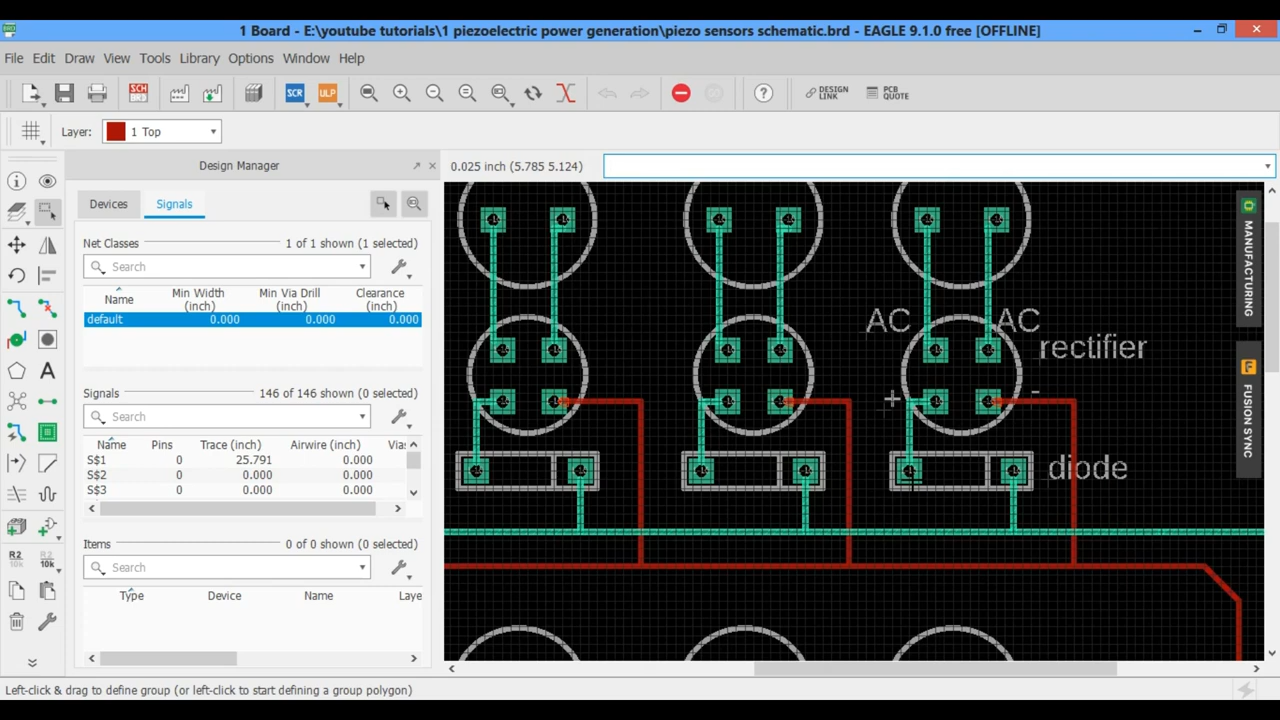 1 Board - E:\youtube tutorials\1 piezoelectric power generation\piezo sensors schematic.brd - EAGLE 9.1.0 free [OFFLINE]
File Edit Draw View Tools Library Options Window Help
SCH SCR ULP DESIGN LINK PCB QUOTE
Layer: 1 Top
Design Manager
0.025 inch (5.785 5.124)
Devices Signals
Net Classes 1 of 1 shown (1 selected)
Search
Name Min Width (inch) Min Via Drill (inch) Clearance (inch)
default 0.000 0.000 0.000
Signals 146 of 146 shown (0 selected)
Search
Name Pins Trace (inch) Airwire (inch) Vias
S$1 0 25.791 0.000
S$2 0 0.000 0.000
S$3 0 0.000 0.000
Items 0 of 0 shown (0 selected)
Search
Type Device Name Laye
R2 10k R2 10k
AC AC
rectifier
+ -
diode
MANUFACTURING
FUSION SYNC
Left-click & drag to define group (or left-click to start defining a group polygon)